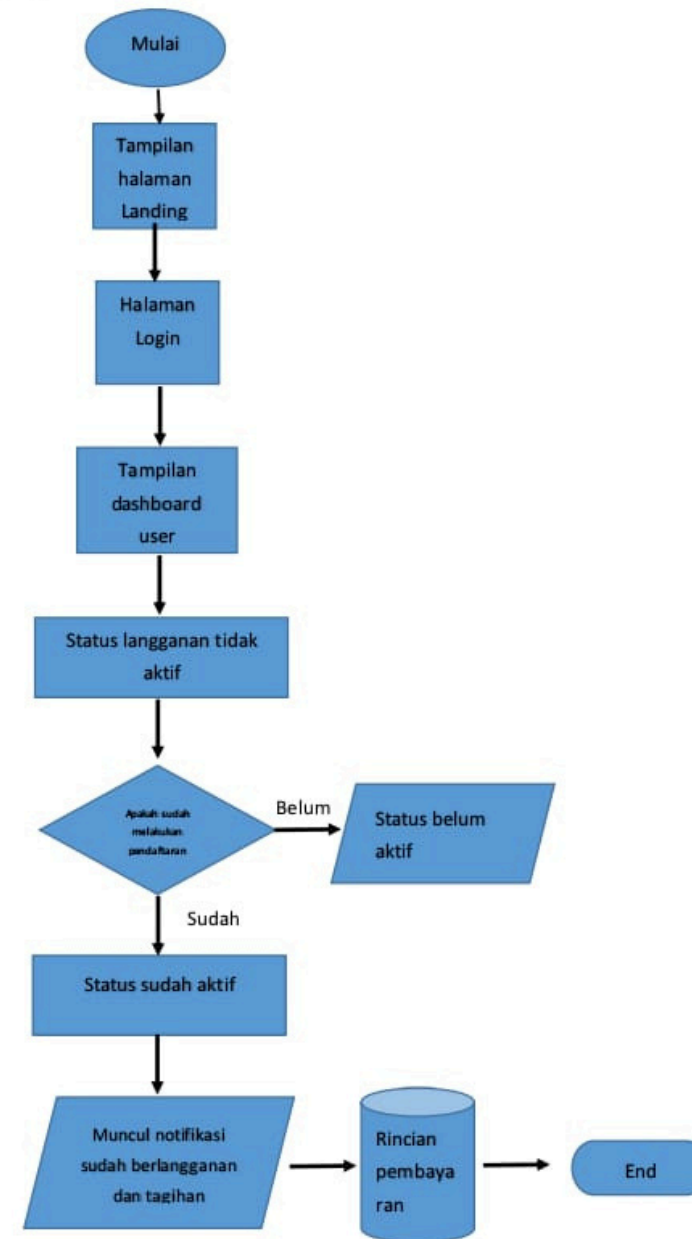 Mulai
Tampilan
halaman
Landing
Halaman
Login
Tampilan
dashboard
user
Status langganan tidak
aktif
Apakah sudah
melakukan
pendaftaran
Belum
Status belum
aktif
Sudah
Status sudah aktif
Muncul notifikasi
sudah berlangganan
dan tagihan
Rincian
pembaya
ran
End